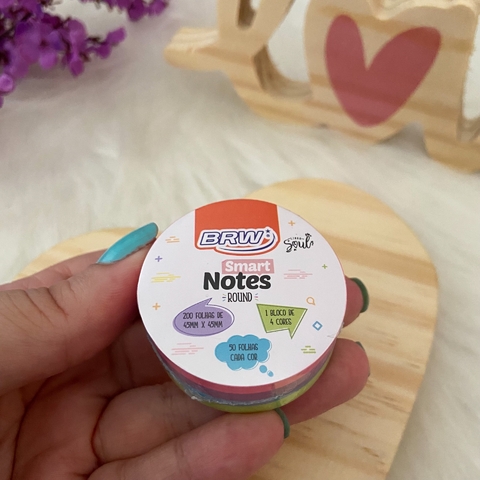 BRW
Soul
Smart
Notes
ROUND
200 FOLHAS DE
45MM X 45MM
1 BLOCO DE
4 CORES
50 FOLHAS
CADA COR